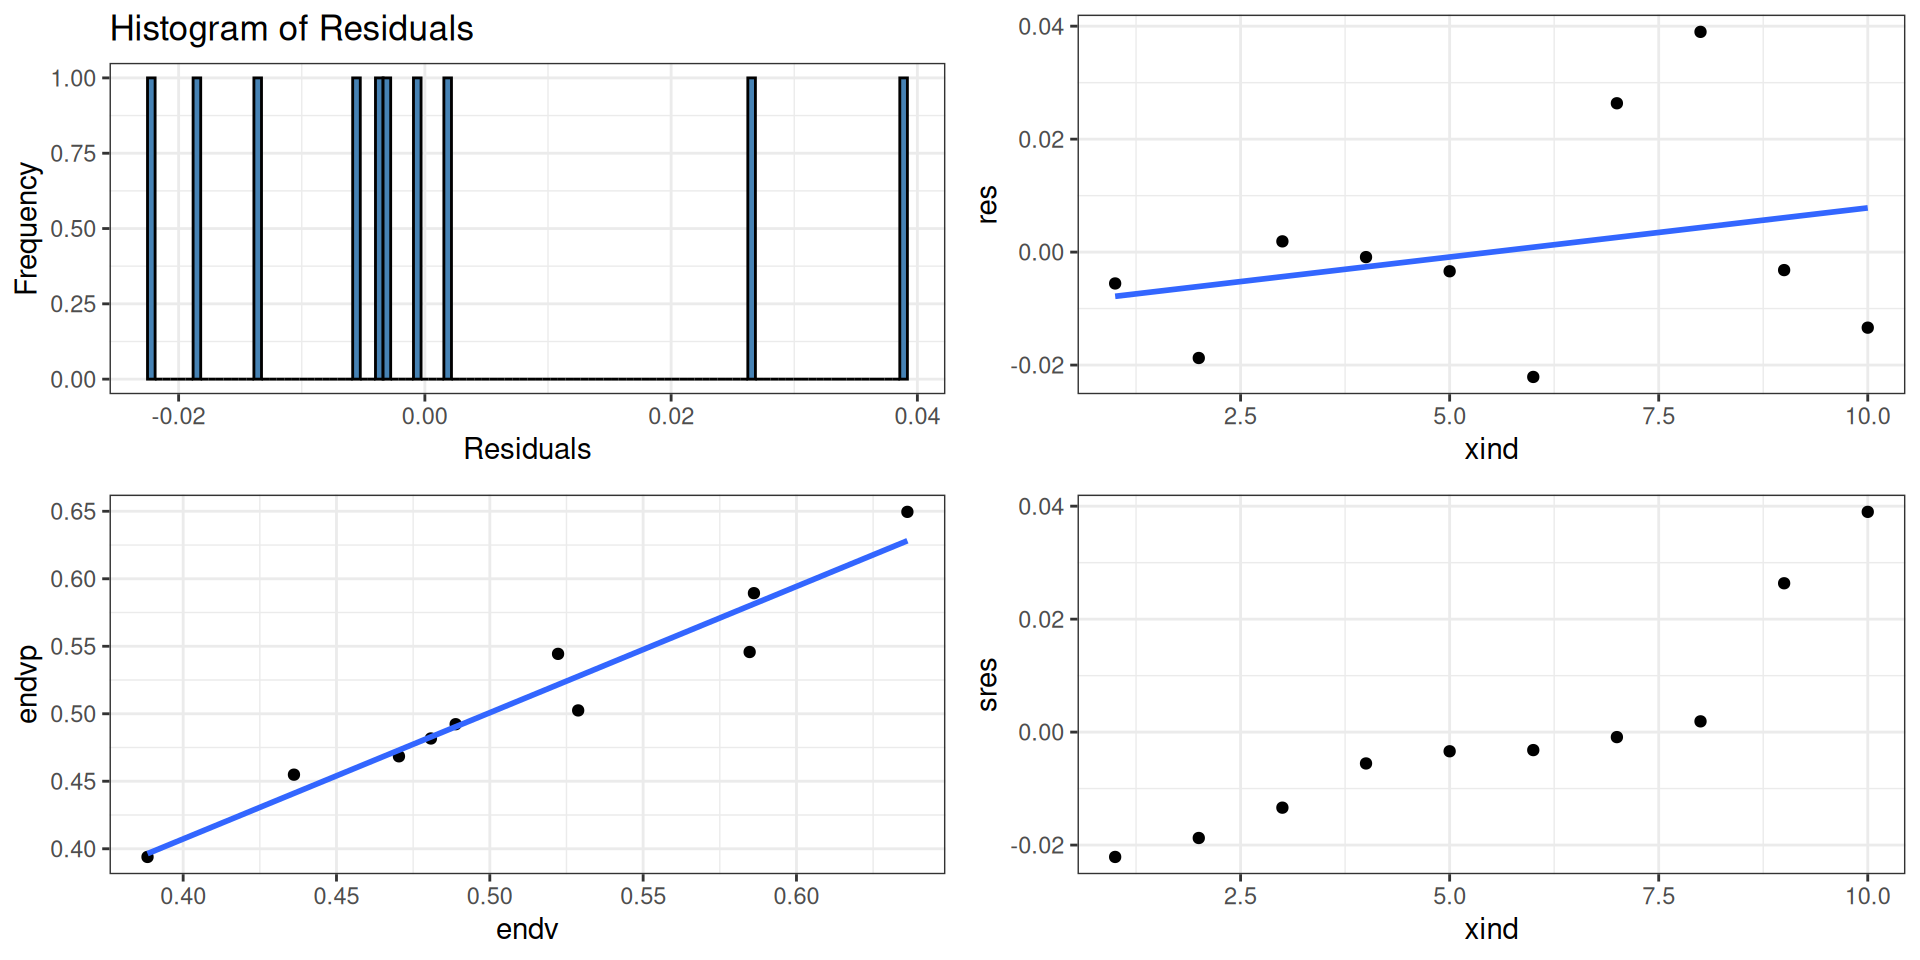 Histogram of Residuals
1.00
0.75
0.50
0.25
0.00
Frequency
-0.02 0.00 0.02 0.04
Residuals
0.04
0.02
0.00
-0.02
res
2.5 5.0 7.5 10.0
xind
0.65
0.60
0.55
0.50
0.45
0.40
endvp
0.40 0.45 0.50 0.55 0.60
endv
0.04
0.02
0.00
-0.02
sres
2.5 5.0 7.5 10.0
xind